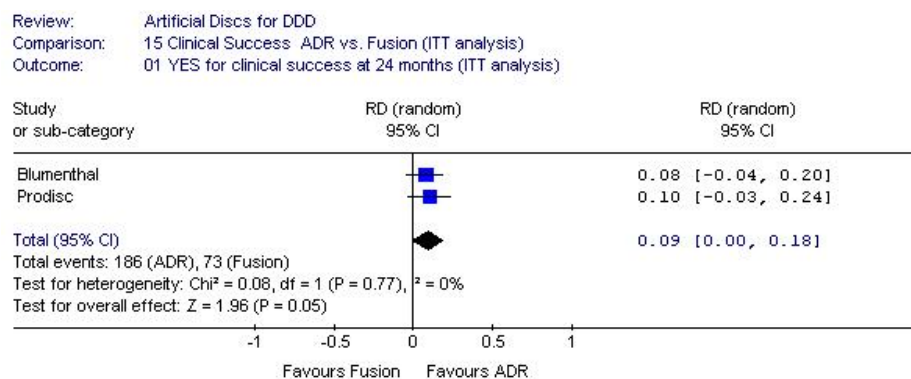 Review: Artificial Discs for DDD
Comparison: 15 Clinical Success ADR vs. Fusion (ITT analysis)
Outcome: 01 YES for clinical success at 24 months (ITT analysis)
Study RD (random) RD (random)
or sub-category 95% CI 95% CI
Blumenthal 0.08 [-0.04, 0.20]
Prodisc 0.10 [-0.03, 0.24]
Total (95% CI) 0.09 [0.00, 0.18]
Total events: 186 (ADR), 73 (Fusion)
Test for heterogeneity: Chi² = 0.08, df = 1 (P = 0.77), ² = 0%
Test for overall effect: Z = 1.96 (P = 0.05)
-1 -0.5 0 0.5 1
Favours Fusion Favours ADR